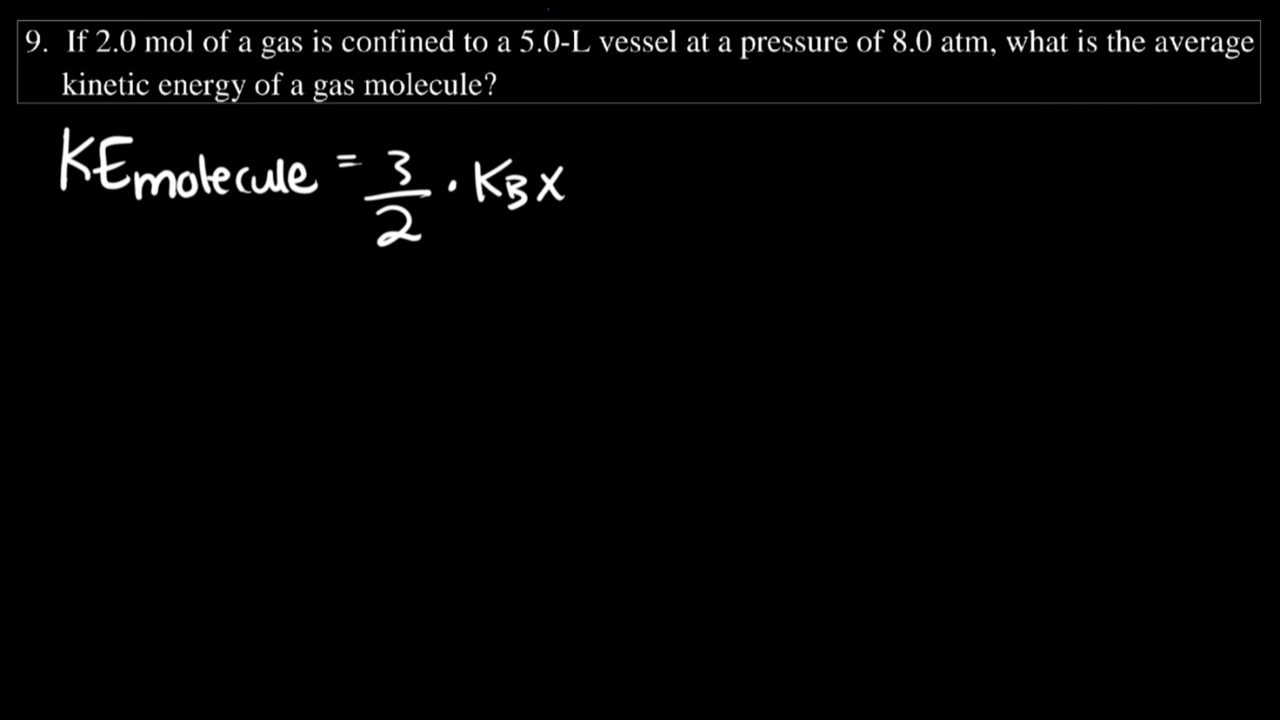 9. If 2.0 mol of a gas is confined to a 5.0-L vessel at a pressure of 8.0 atm, what is the average
kinetic energy of a gas molecule?
KEmolecule = 3/2 · KB x